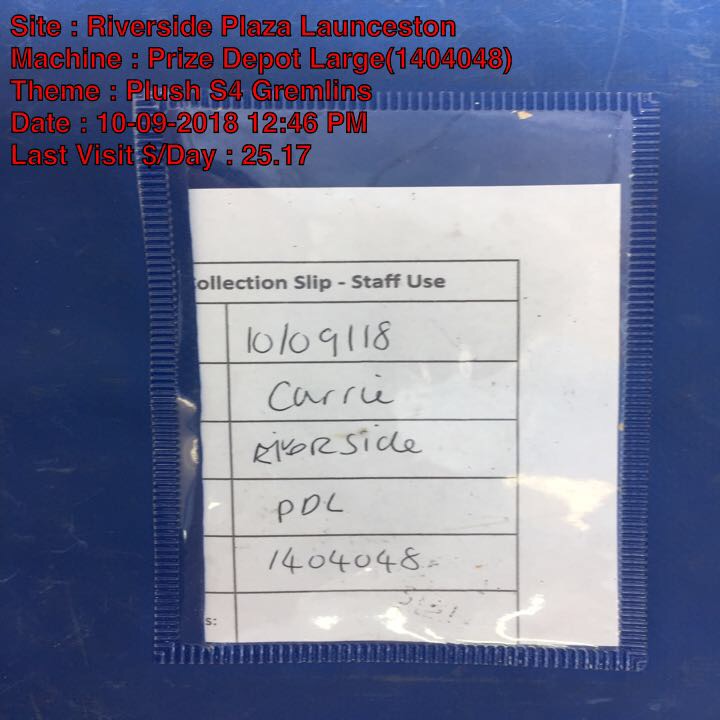 Site : Riverside Plaza Launceston
Machine : Prize Depot Large(1404048)
Theme : Plush S4 Gremlins
Date : 10-09-2018 12:46 PM
Last Visit $/Day : 25.17
ollection Slip - Staff Use
10/09/18
Carrie
Riverside
PDL
1404048
s: